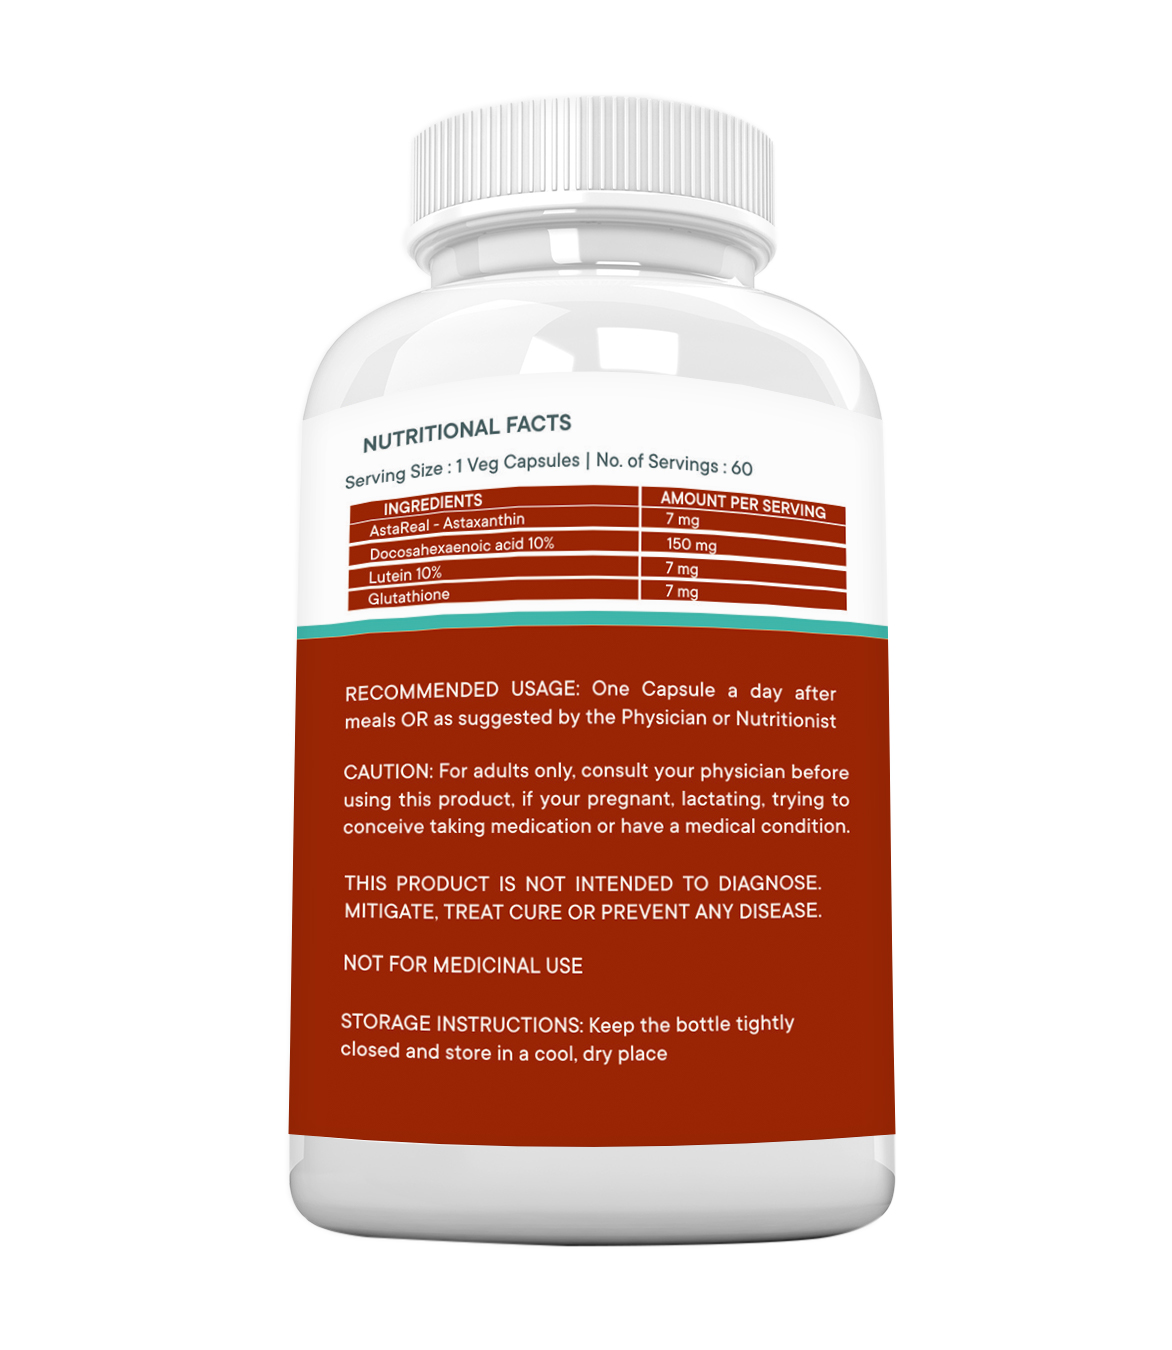 NUTRITIONAL FACTS
Serving Size : 1 Veg Capsules | No. of Servings : 60
INGREDIENTS AMOUNT PER SERVING
AstaReal - Astaxanthin 7 mg
Docosahexaenoic acid 10% 150 mg
Lutein 10% 7 mg
Glutathione 7 mg
RECOMMENDED USAGE: One Capsule a day after
meals OR as suggested by the Physician or Nutritionist
CAUTION: For adults only, consult your physician before
using this product, if your pregnant, lactating, trying to
conceive taking medication or have a medical condition.
THIS PRODUCT IS NOT INTENDED TO DIAGNOSE.
MITIGATE, TREAT CURE OR PREVENT ANY DISEASE.
NOT FOR MEDICINAL USE
STORAGE INSTRUCTIONS: Keep the bottle tightly
closed and store in a cool, dry place